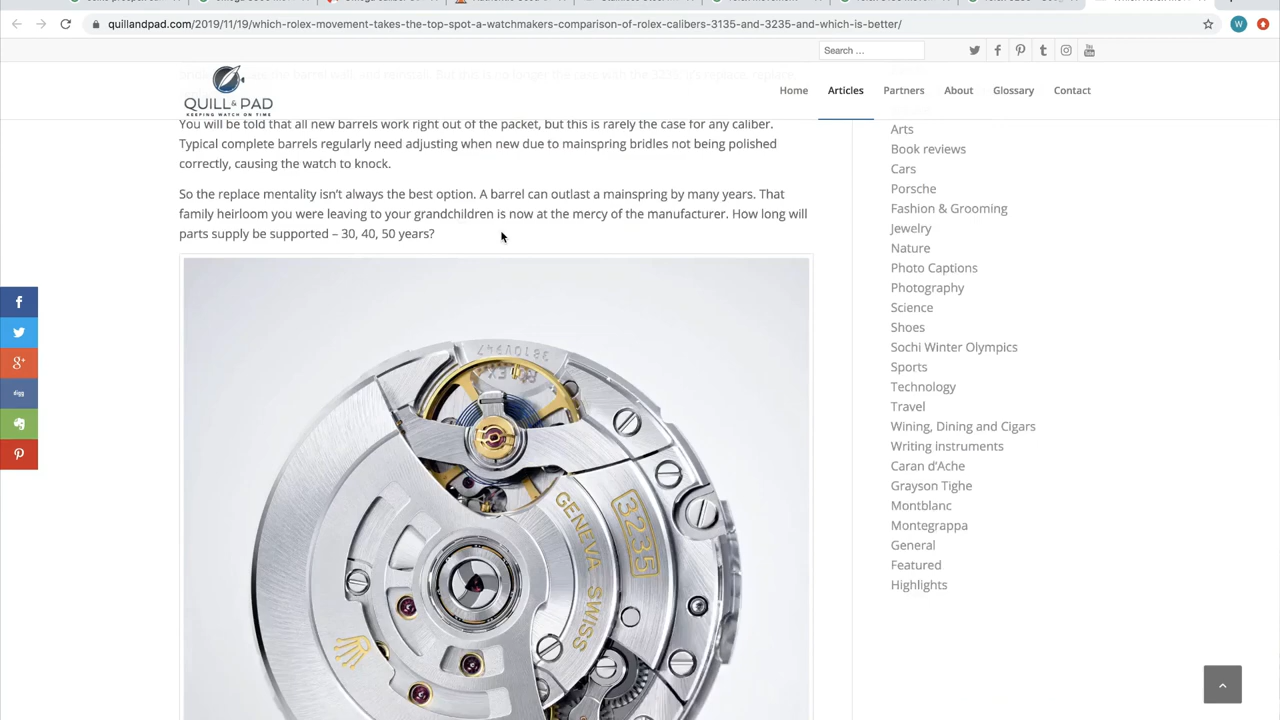 quillandpad.com/2019/11/19/which-rolex-movement-takes-the-top-spot-a-watchmakers-comparison-of-rolex-calibers-3135-and-3235-and-which-is-better/
W
Search ...
QUILL & PAD
KEEPING WATCH ON TIME
Home Articles Partners About Glossary Contact
You will be told that all new barrels work right out of the packet, but this is rarely the case for any caliber.
Typical complete barrels regularly need adjusting when new due to mainspring bridles not being polished
correctly, causing the watch to knock.
So the replace mentality isn't always the best option. A barrel can outlast a mainspring by many years. That
family heirloom you were leaving to your grandchildren is now at the mercy of the manufacturer. How long will
parts supply be supported – 30, 40, 50 years?
digg
3235
GENEVA SWISS
Arts
Book reviews
Cars
Porsche
Fashion & Grooming
Jewelry
Nature
Photo Captions
Photography
Science
Shoes
Sochi Winter Olympics
Sports
Technology
Travel
Wining, Dining and Cigars
Writing instruments
Caran d'Ache
Grayson Tighe
Montblanc
Montegrappa
General
Featured
Highlights